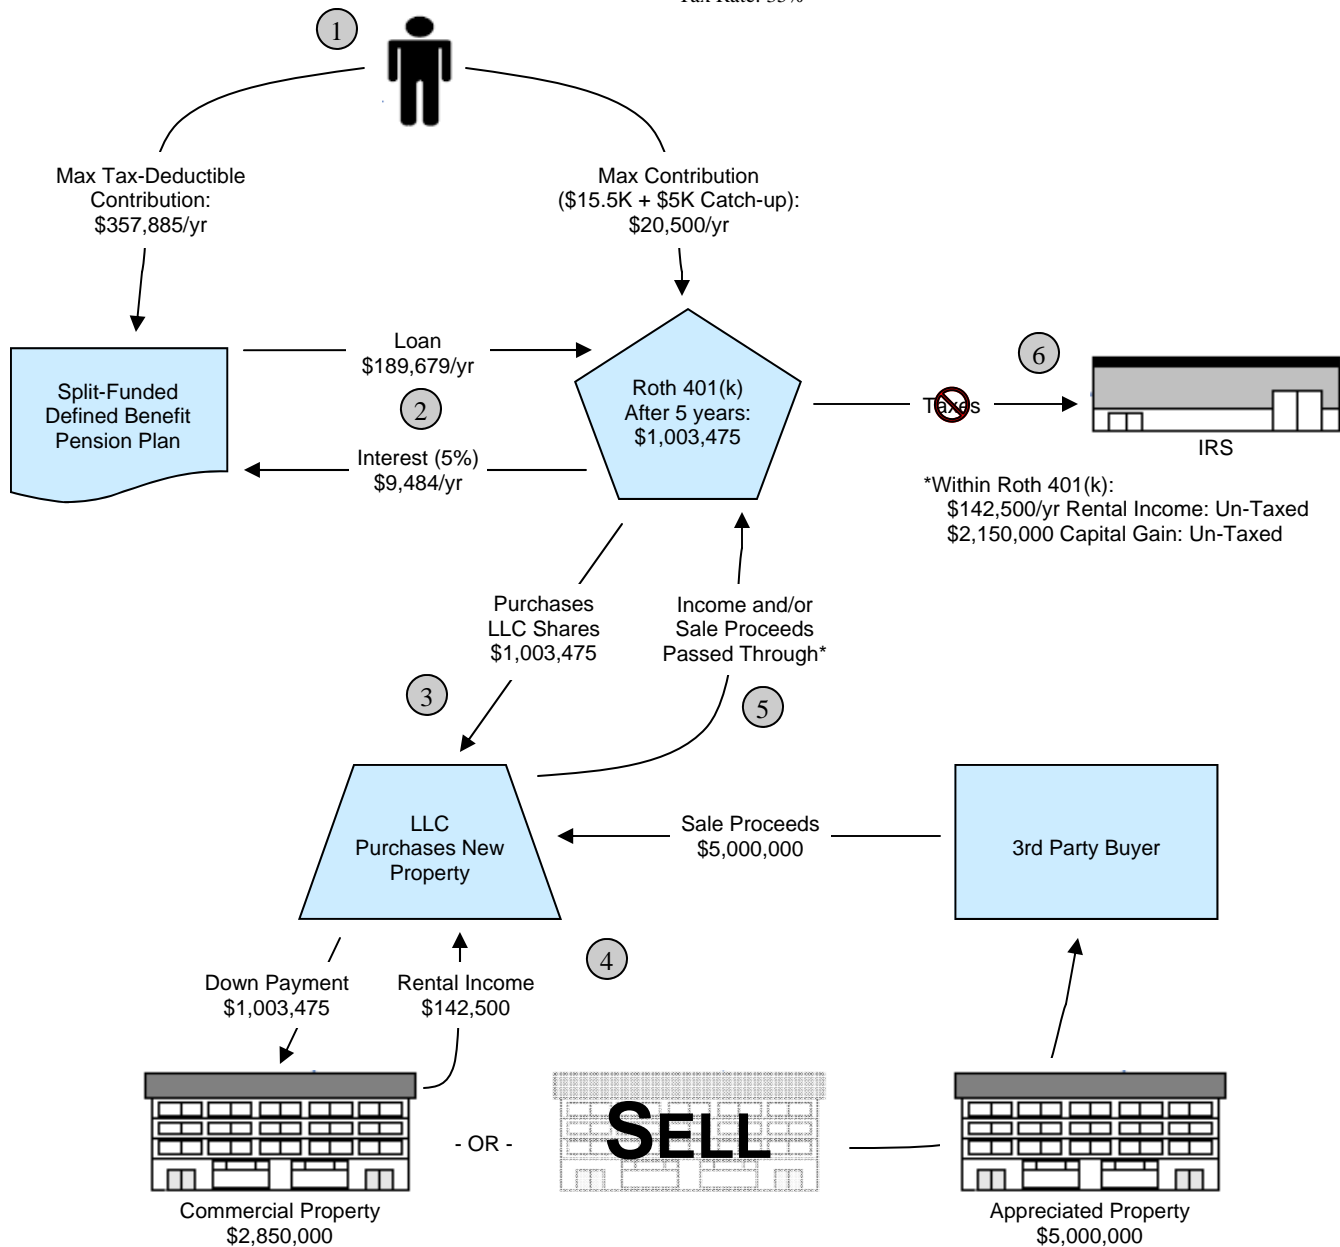 Tax Rate: 35%
1
Max Tax-Deductible
Contribution:
$357,885/yr
Max Contribution
($15.5K + $5K Catch-up):
$20,500/yr
Split-Funded
Defined Benefit
Pension Plan
Loan
$189,679/yr
2
Interest (5%)
$9,484/yr
Roth 401(k)
After 5 years:
$1,003,475
Taxes
6
IRS
*Within Roth 401(k):
$142,500/yr Rental Income: Un-Taxed
$2,150,000 Capital Gain: Un-Taxed
Purchases
LLC Shares
$1,003,475
Income and/or
Sale Proceeds
Passed Through*
3
5
LLC
Purchases New
Property
Sale Proceeds
$5,000,000
3rd Party Buyer
4
Down Payment
$1,003,475
Rental Income
$142,500
- OR -
SELL
Commercial Property
$2,850,000
Appreciated Property
$5,000,000